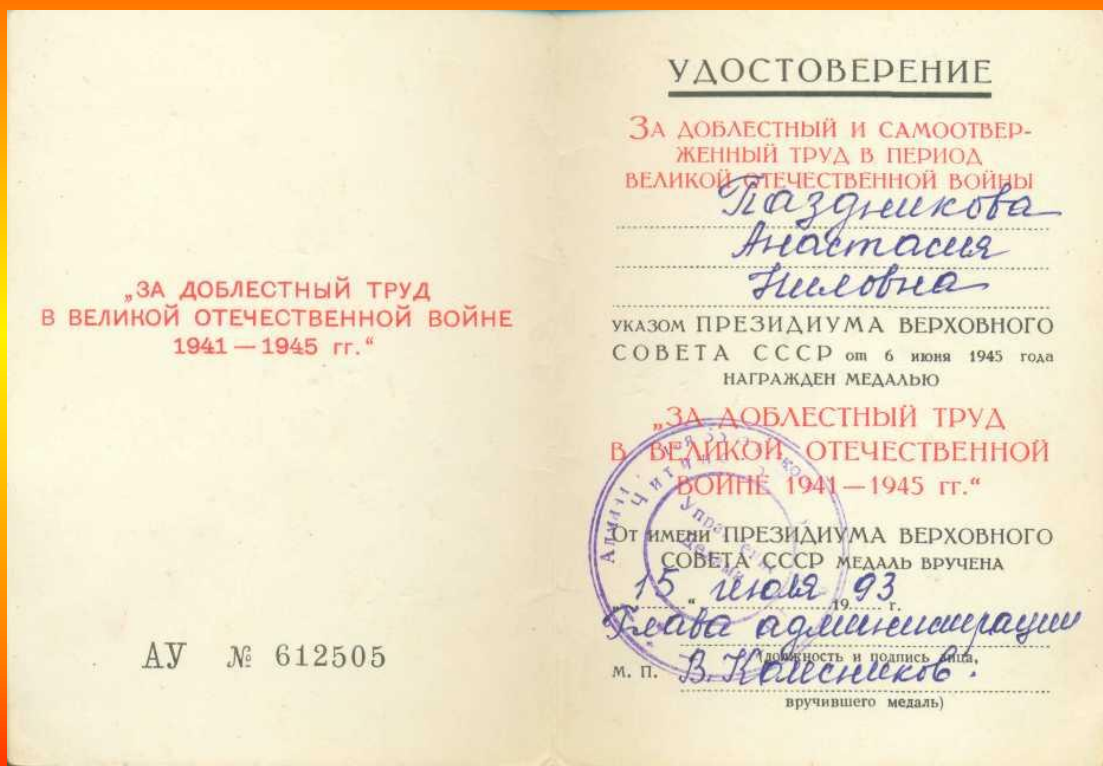 „ЗА ДОБЛЕСТНЫЙ ТРУД
В ВЕЛИКОЙ ОТЕЧЕСТВЕННОЙ ВОЙНЕ
1941 — 1945 гг.“
АУ № 612505
УДОСТОВЕРЕНИЕ
ЗА ДОБЛЕСТНЫЙ И САМООТВЕР-
ЖЕННЫЙ ТРУД В ПЕРИОД
ВЕЛИКОЙ ОТЕЧЕСТВЕННОЙ ВОЙНЫ
Паздникова
Анастасия
Ниловна
УКАЗОМ ПРЕЗИДИУМА ВЕРХОВНОГО
СОВЕТА СССР от 6 июня 1945 года
НАГРАЖДЕН МЕДАЛЬЮ
„ЗА ДОБЛЕСТНЫЙ ТРУД
В ВЕЛИКОЙ ОТЕЧЕСТВЕННОЙ
ВОЙНЕ 1941 — 1945 гг.“
От имени ПРЕЗИДИУМА ВЕРХОВНОГО
СОВЕТА СССР МЕДАЛЬ ВРУЧЕНА
„15“ июля 1993 г.
Глава администрации
(должность и подпись лица,
М. П. В. Колесников.
вручившего медаль)